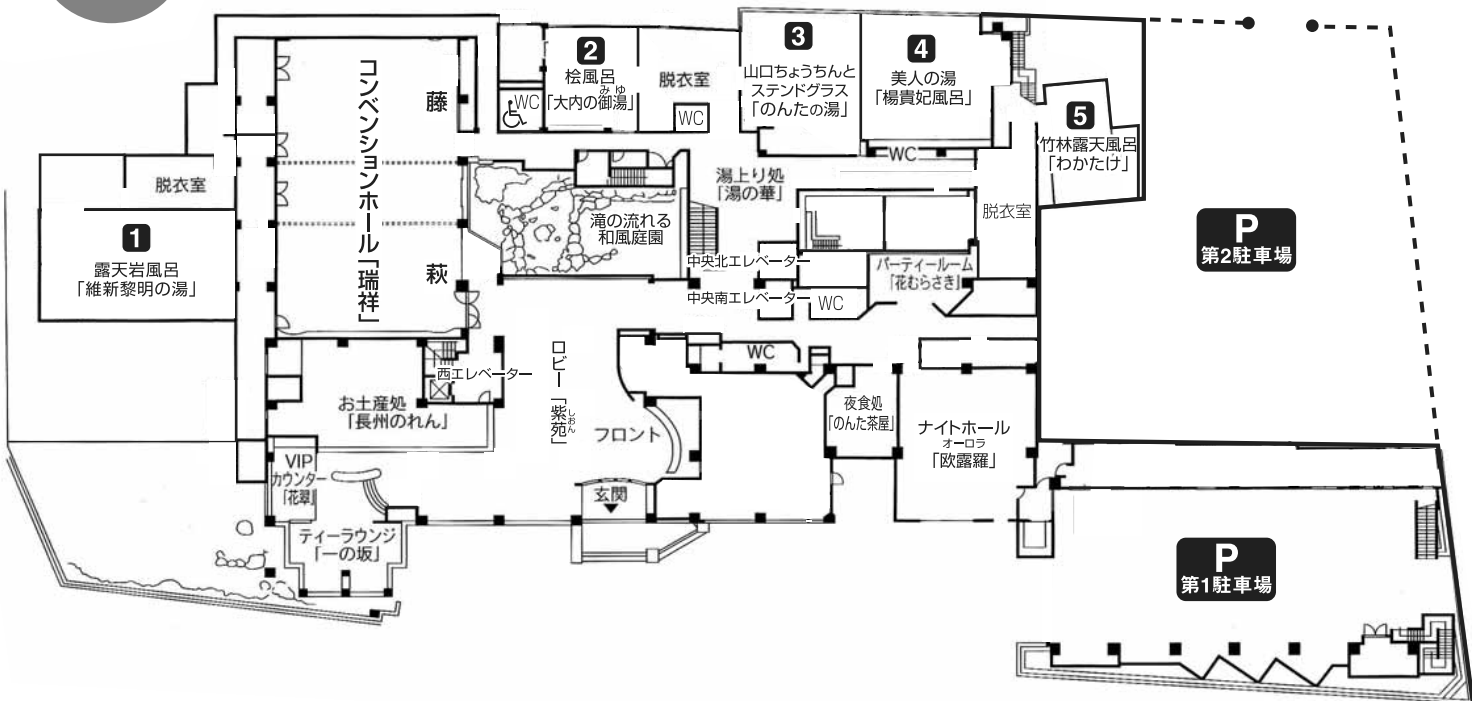 2
桧風呂
みゆ
「大内の御湯」
WC
脱衣室
WC
3
山口ちょうちんと
ステンドグラス
「のんたの湯」
4
美人の湯
「楊貴妃風呂」
5
竹林露天風呂
「わかたけ」
WC
湯上り処
「湯の華」
脱衣室
コンベンションホール「瑞祥」
藤
萩
脱衣室
1
露天岩風呂
「維新黎明の湯」
滝の流れる
和風庭園
中央北エレベーター
中央南エレベーター
WC
パーティールーム
「花むらさき」
P
第2駐車場
WC
西エレベーター
ロビー「紫苑」
しおん
お土産処
「長州のれん」
フロント
夜食処
「のんた茶屋」
ナイトホール
オーロラ
「欧露羅」
VIP
カウンター
「花翠」
玄関
ティーラウンジ
「一の坂」
P
第1駐車場